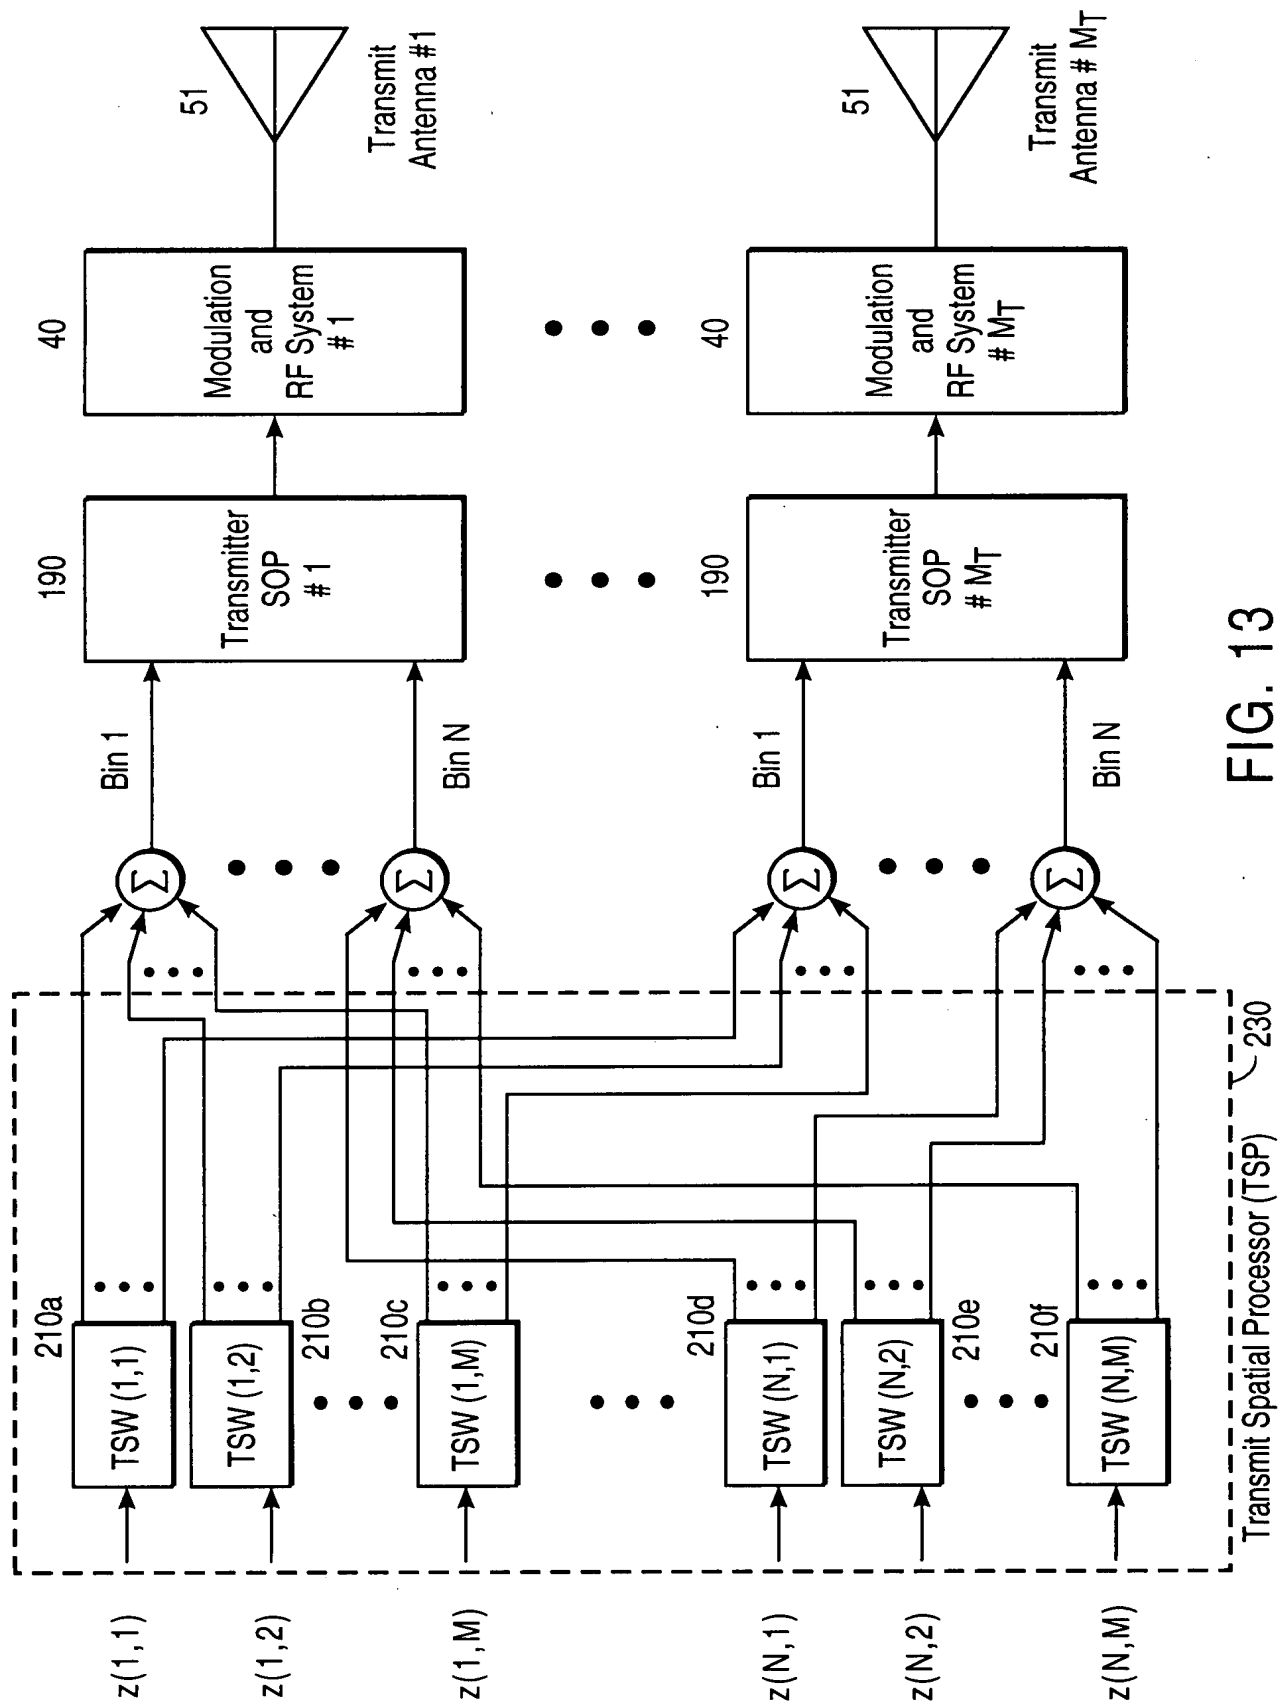 z(1,1)
z(1,2)
z(1,M)
z(N,1)
z(N,2)
z(N,M)
210a
TSW (1,1)
TSW (1,2)
210b
210c
TSW (1,M)
210d
TSW (N,1)
TSW (N,2)
210e
210f
TSW (N,M)
Transmit Spatial Processor (TSP)
230
Σ
Σ
Σ
Σ
Bin 1
Bin N
Bin 1
Bin N
190
Transmitter
SOP
# 1
190
Transmitter
SOP
# MT
40
Modulation
and
RF System
# 1
40
Modulation
and
RF System
# MT
51
Transmit
Antenna #1
51
Transmit
Antenna # MT
FIG. 13